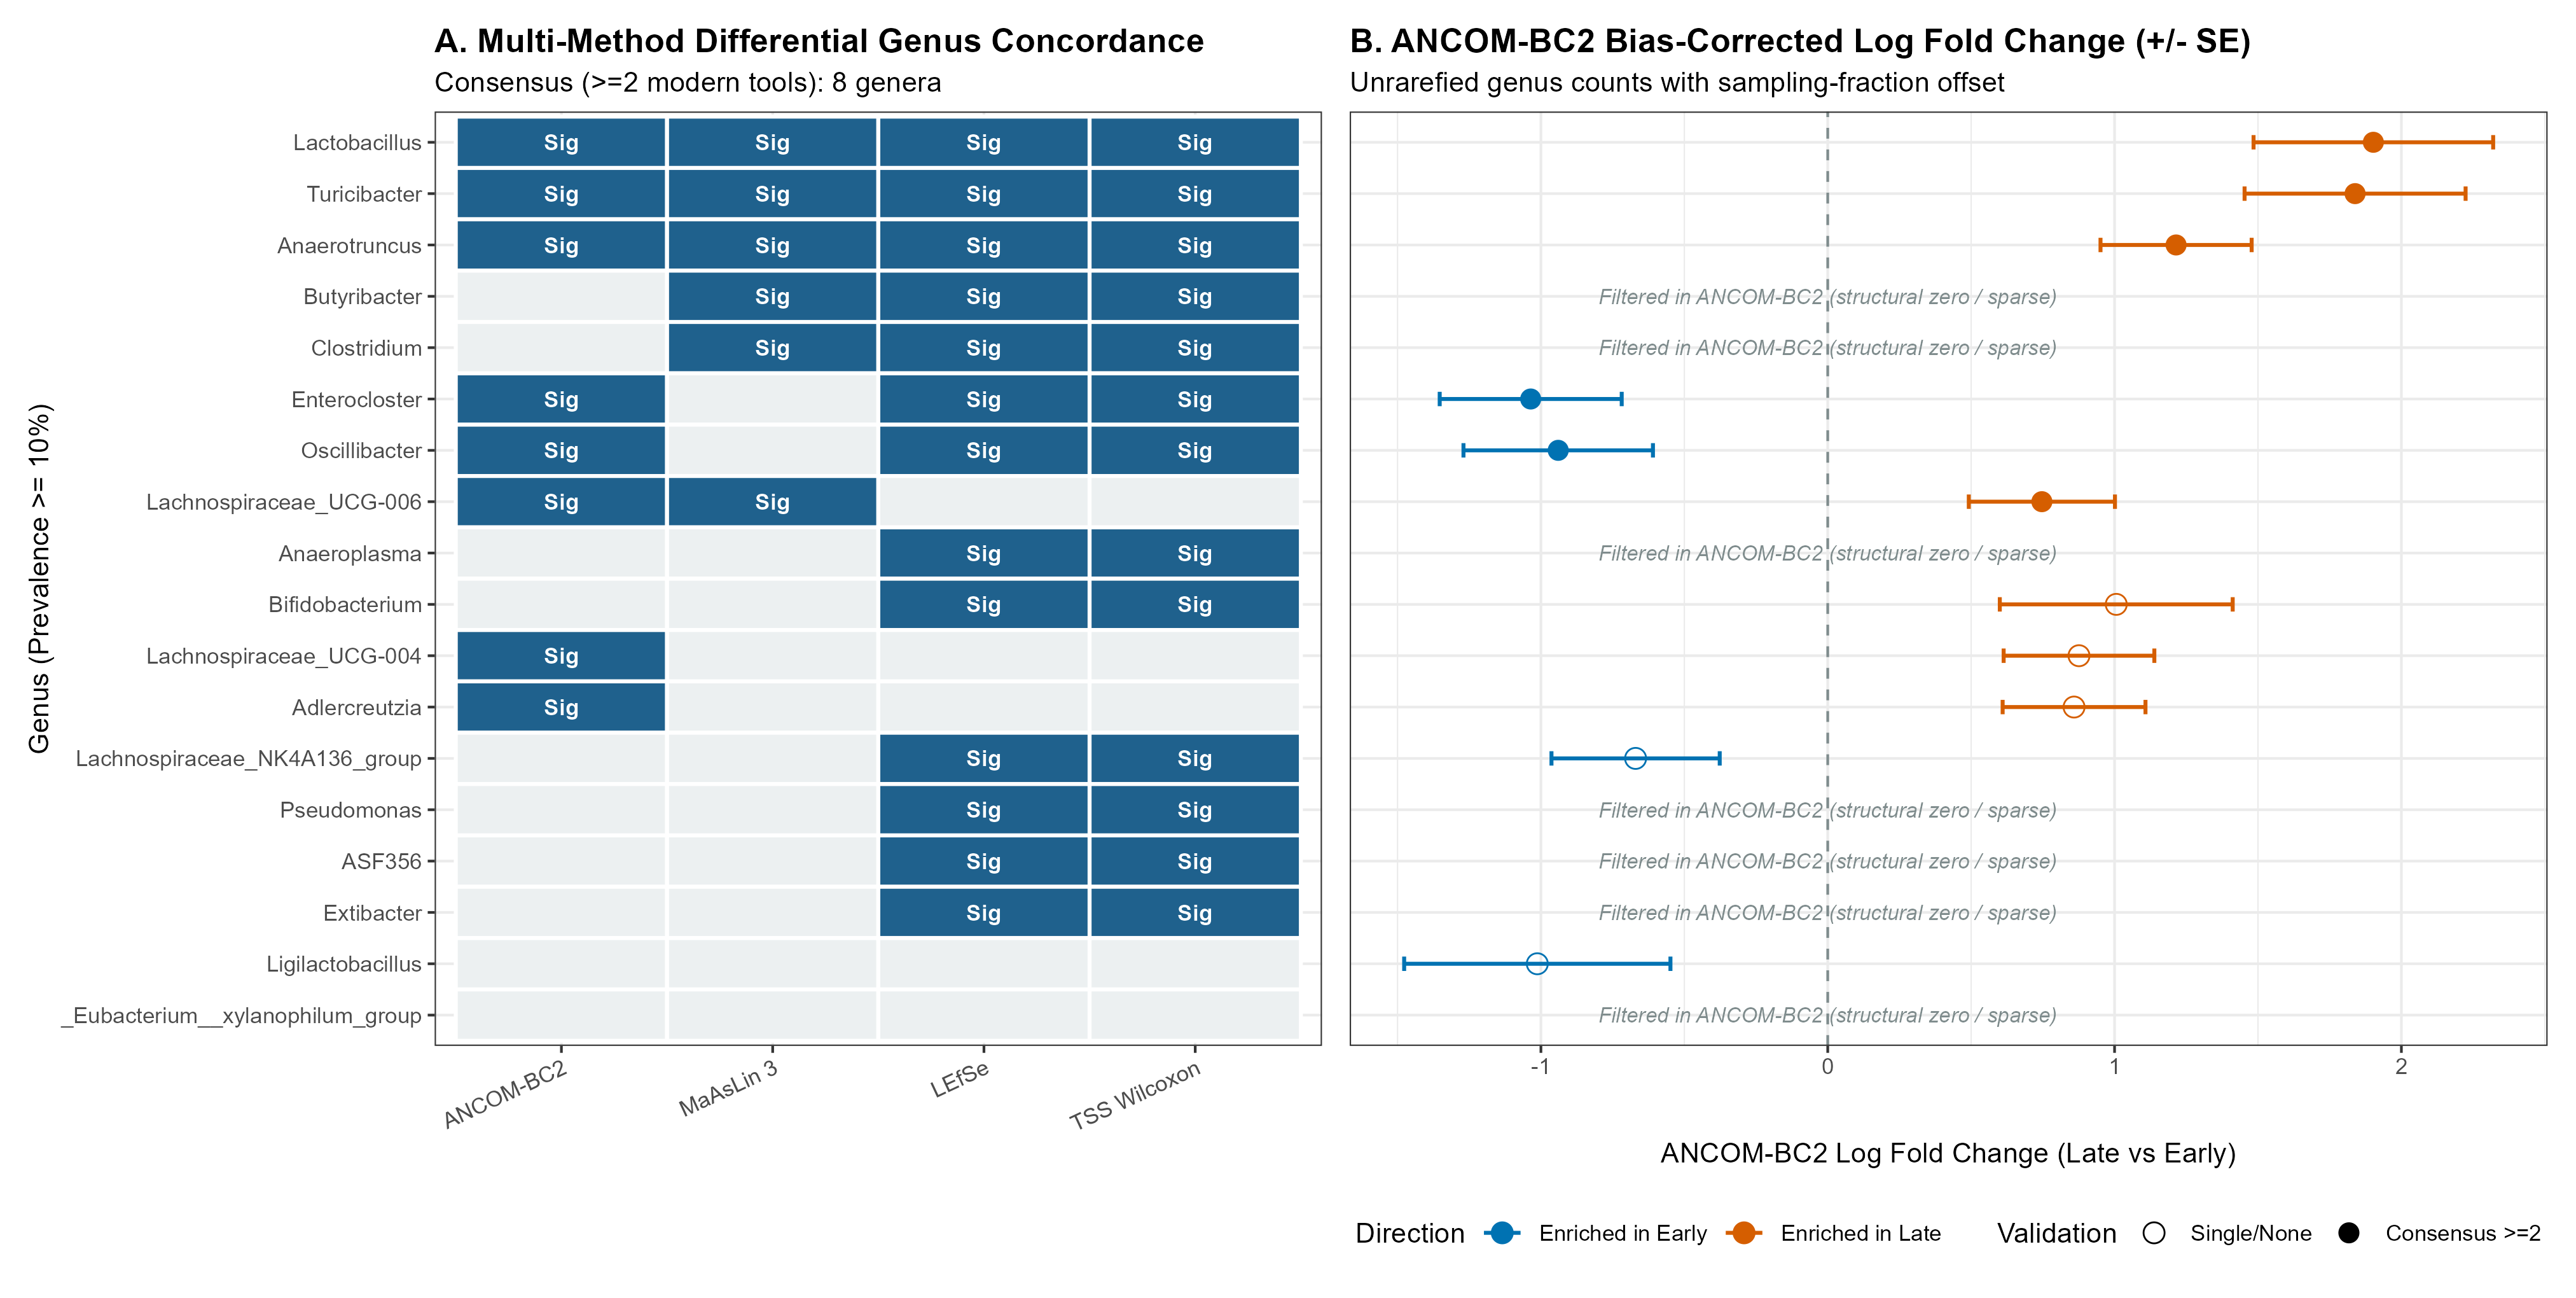 A. Multi-Method Differential Genus Concordance
Consensus (>=2 modern tools): 8 genera
Genus (Prevalence >= 10%)
Lactobacillus Sig Sig Sig Sig
Turicibacter Sig Sig Sig Sig
Anaerotruncus Sig Sig Sig Sig
Butyribacter Sig Sig Sig
Clostridium Sig Sig Sig
Enterocloster Sig Sig Sig
Oscillibacter Sig Sig Sig
Lachnospiraceae_UCG-006 Sig Sig
Anaeroplasma Sig Sig
Bifidobacterium Sig Sig
Lachnospiraceae_UCG-004 Sig
Adlercreutzia Sig
Lachnospiraceae_NK4A136_group Sig Sig
Pseudomonas Sig Sig
ASF356 Sig Sig
Extibacter Sig Sig
Ligilactobacillus
_Eubacterium__xylanophilum_group
ANCOM-BC2 MaAsLin 3 LEfSe TSS Wilcoxon
B. ANCOM-BC2 Bias-Corrected Log Fold Change (+/- SE)
Unrarefied genus counts with sampling-fraction offset
Filtered in ANCOM-BC2 (structural zero / sparse)
Filtered in ANCOM-BC2 (structural zero / sparse)
Filtered in ANCOM-BC2 (structural zero / sparse)
Filtered in ANCOM-BC2 (structural zero / sparse)
Filtered in ANCOM-BC2 (structural zero / sparse)
Filtered in ANCOM-BC2 (structural zero / sparse)
Filtered in ANCOM-BC2 (structural zero / sparse)
-1 0 1 2
ANCOM-BC2 Log Fold Change (Late vs Early)
Direction Enriched in Early Enriched in Late Validation Single/None Consensus >=2